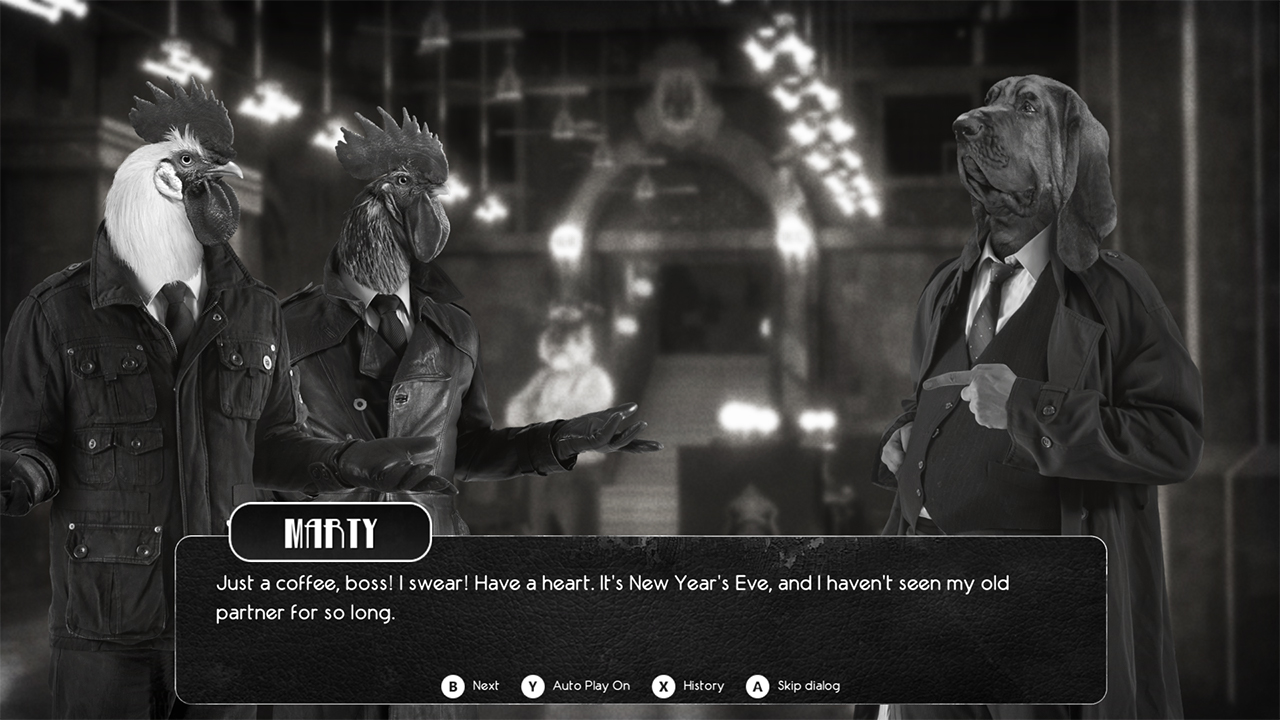 MARTY
Just a coffee, boss! I swear! Have a heart. It's New Year's Eve, and I haven't seen my old
partner for so long.
B Next Y Auto Play On X History A Skip dialog